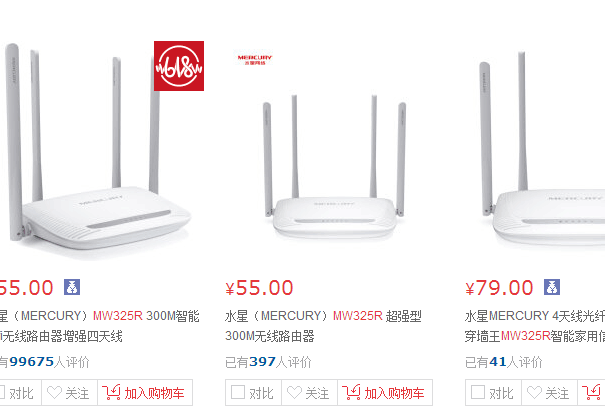 618
MERCURY
水星网络
MERCURY
MERCURY
MERCURY
55.00
¥55.00
¥79.00
星（MERCURY）MW325R 300M智能
无线路由器增强四天线
有99675人评价
对比
关注
加入购物车
水星（MERCURY）MW325R 超强型
300M无线路由器
已有397人评价
对比
关注
加入购物车
水星MERCURY 4天线光纤
穿墙王MW325R智能家用
已有41人评价
对比
关注
加